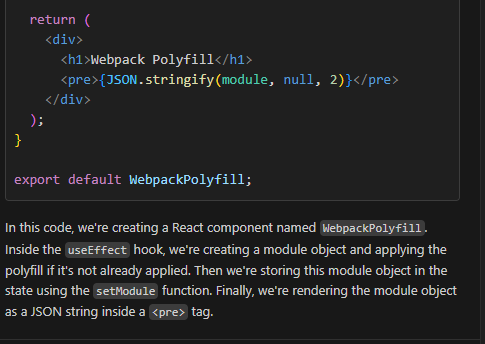 return (
<div>
<h1>Webpack Polyfill</h1>
<pre>{JSON.stringify(module, null, 2)}</pre>
</div>
);
}
export default WebpackPolyfill;
In this code, we're creating a React component named WebpackPolyfill.
Inside the useEffect hook, we're creating a module object and applying the
polyfill if it's not already applied. Then we're storing this module object in the
state using the setModule function. Finally, we're rendering the module object
as a JSON string inside a <pre> tag.